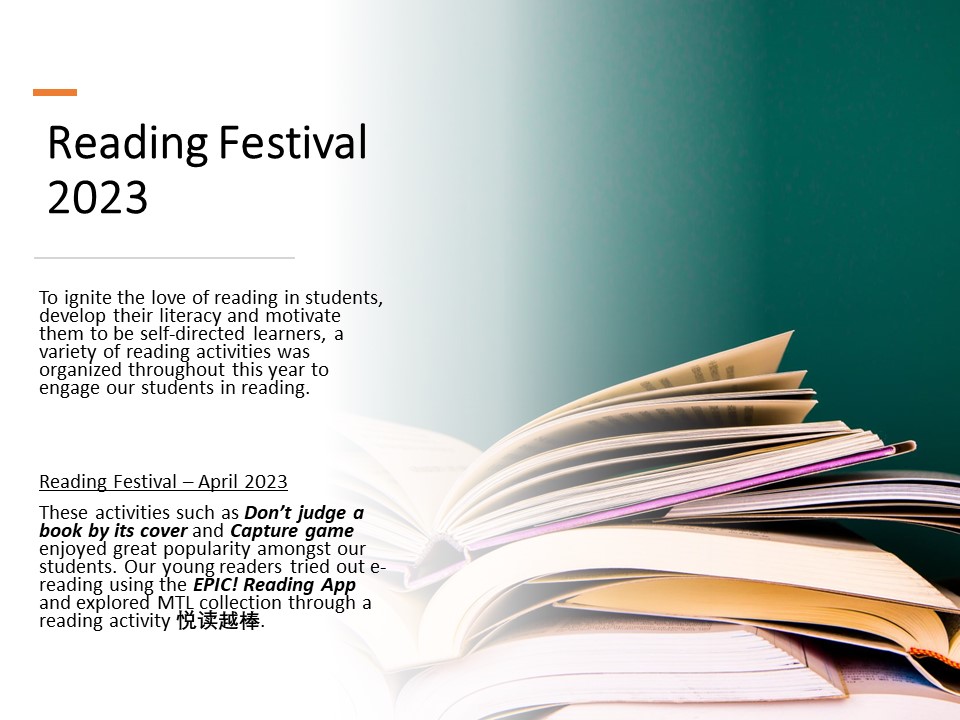 Reading Festival
2023
To ignite the love of reading in students,
develop their literacy and motivate
them to be self-directed learners, a
variety of reading activities was
organized throughout this year to
engage our students in reading.
Reading Festival – April 2023
These activities such as Don’t judge a
book by its cover and Capture game
enjoyed great popularity amongst our
students. Our young readers tried out e-
reading using the EPIC! Reading App
and explored MTL collection through a
reading activity 悦读越棒.